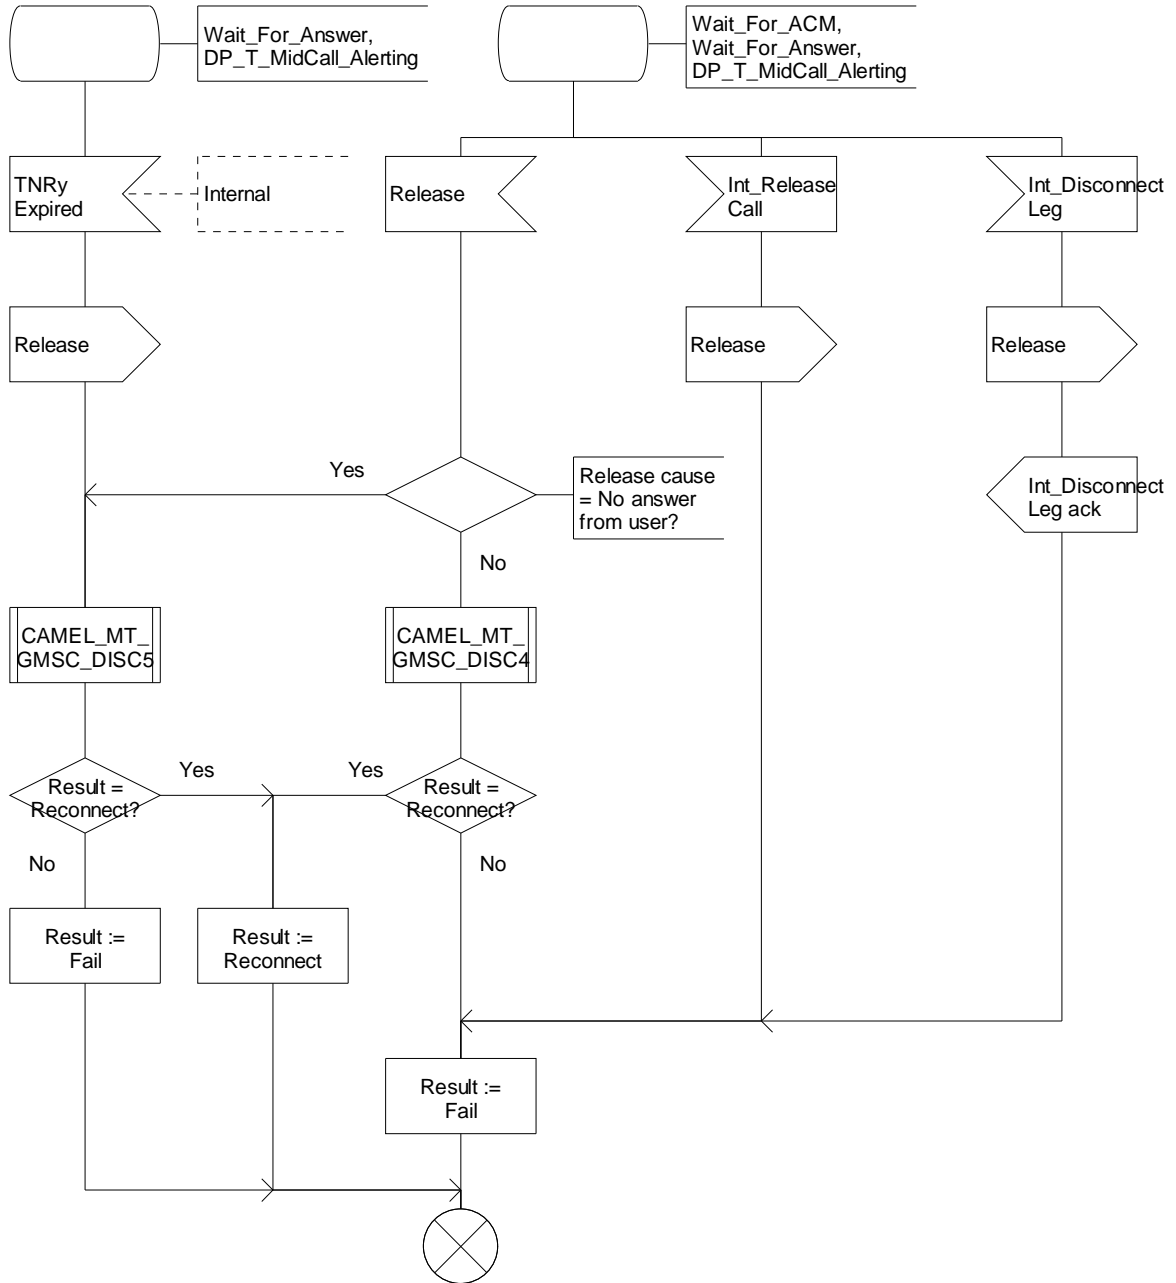 Wait_For_Answer,
DP_T_MidCall_Alerting
Wait_For_ACM,
Wait_For_Answer,
DP_T_MidCall_Alerting
TNRy
Expired
Internal
Release
Int_Release
Call
Int_Disconnect
Leg
Release
Release
Release
Yes
Release cause
= No answer
from user?
Int_Disconnect
Leg ack
No
CAMEL_MT_
GMSC_DISC5
CAMEL_MT_
GMSC_DISC4
Result =
Reconnect?
Yes
Yes
Result =
Reconnect?
No
No
Result :=
Fail
Result :=
Reconnect
Result :=
Fail